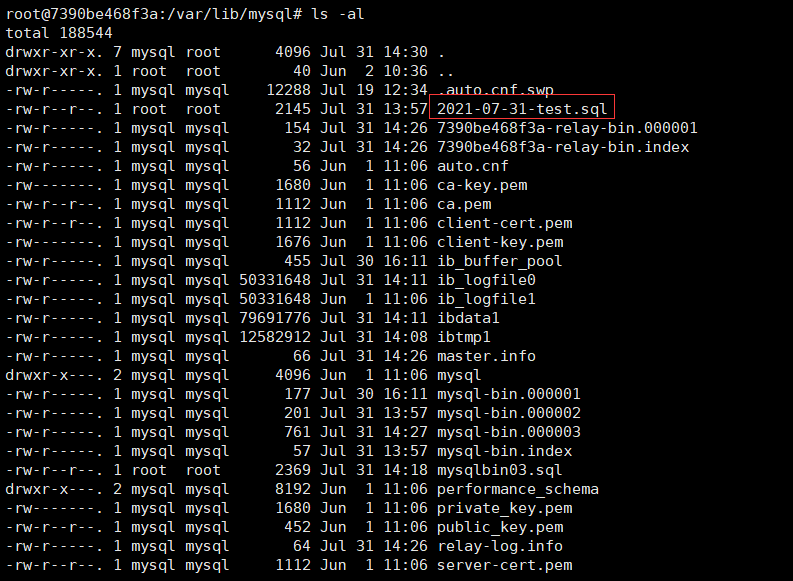 root@7390be468f3a:/var/lib/mysql# ls -al
total 188544
drwxr-xr-x. 7 mysql root      4096 Jul 31 14:30 .
drwxr-xr-x. 1 root  root        40 Jun  2 10:36 ..
-rw-r-----. 1 mysql mysql    12288 Jul 19 12:34 .auto.cnf.swp
-rw-r--r--. 1 root  root      2145 Jul 31 13:57 2021-07-31-test.sql
-rw-r-----. 1 mysql mysql      154 Jul 31 14:26 7390be468f3a-relay-bin.000001
-rw-r-----. 1 mysql mysql       32 Jul 31 14:26 7390be468f3a-relay-bin.index
-rw-r-----. 1 mysql mysql       56 Jun  1 11:06 auto.cnf
-rw-------. 1 mysql mysql     1680 Jun  1 11:06 ca-key.pem
-rw-r--r--. 1 mysql mysql     1112 Jun  1 11:06 ca.pem
-rw-r--r--. 1 mysql mysql     1112 Jun  1 11:06 client-cert.pem
-rw-------. 1 mysql mysql     1676 Jun  1 11:06 client-key.pem
-rw-r-----. 1 mysql mysql      455 Jul 30 16:11 ib_buffer_pool
-rw-r-----. 1 mysql mysql 50331648 Jul 31 14:11 ib_logfile0
-rw-r-----. 1 mysql mysql 50331648 Jun  1 11:06 ib_logfile1
-rw-r-----. 1 mysql mysql 79691776 Jul 31 14:11 ibdata1
-rw-r-----. 1 mysql mysql 12582912 Jul 31 14:08 ibtmp1
-rw-r-----. 1 mysql mysql       66 Jul 31 14:26 master.info
drwxr-x---. 2 mysql mysql     4096 Jun  1 11:06 mysql
-rw-r-----. 1 mysql mysql      177 Jul 30 16:11 mysql-bin.000001
-rw-r-----. 1 mysql mysql      201 Jul 31 13:57 mysql-bin.000002
-rw-r-----. 1 mysql mysql      761 Jul 31 14:27 mysql-bin.000003
-rw-r-----. 1 mysql mysql       57 Jul 31 13:57 mysql-bin.index
-rw-r--r--. 1 root  root      2369 Jul 31 14:18 mysqlbin03.sql
drwxr-x---. 2 mysql mysql     8192 Jun  1 11:06 performance_schema
-rw-------. 1 mysql mysql     1680 Jun  1 11:06 private_key.pem
-rw-r--r--. 1 mysql mysql      452 Jun  1 11:06 public_key.pem
-rw-r-----. 1 mysql mysql       64 Jul 31 14:26 relay-log.info
-rw-r--r--. 1 mysql mysql     1112 Jun  1 11:06 server-cert.pem